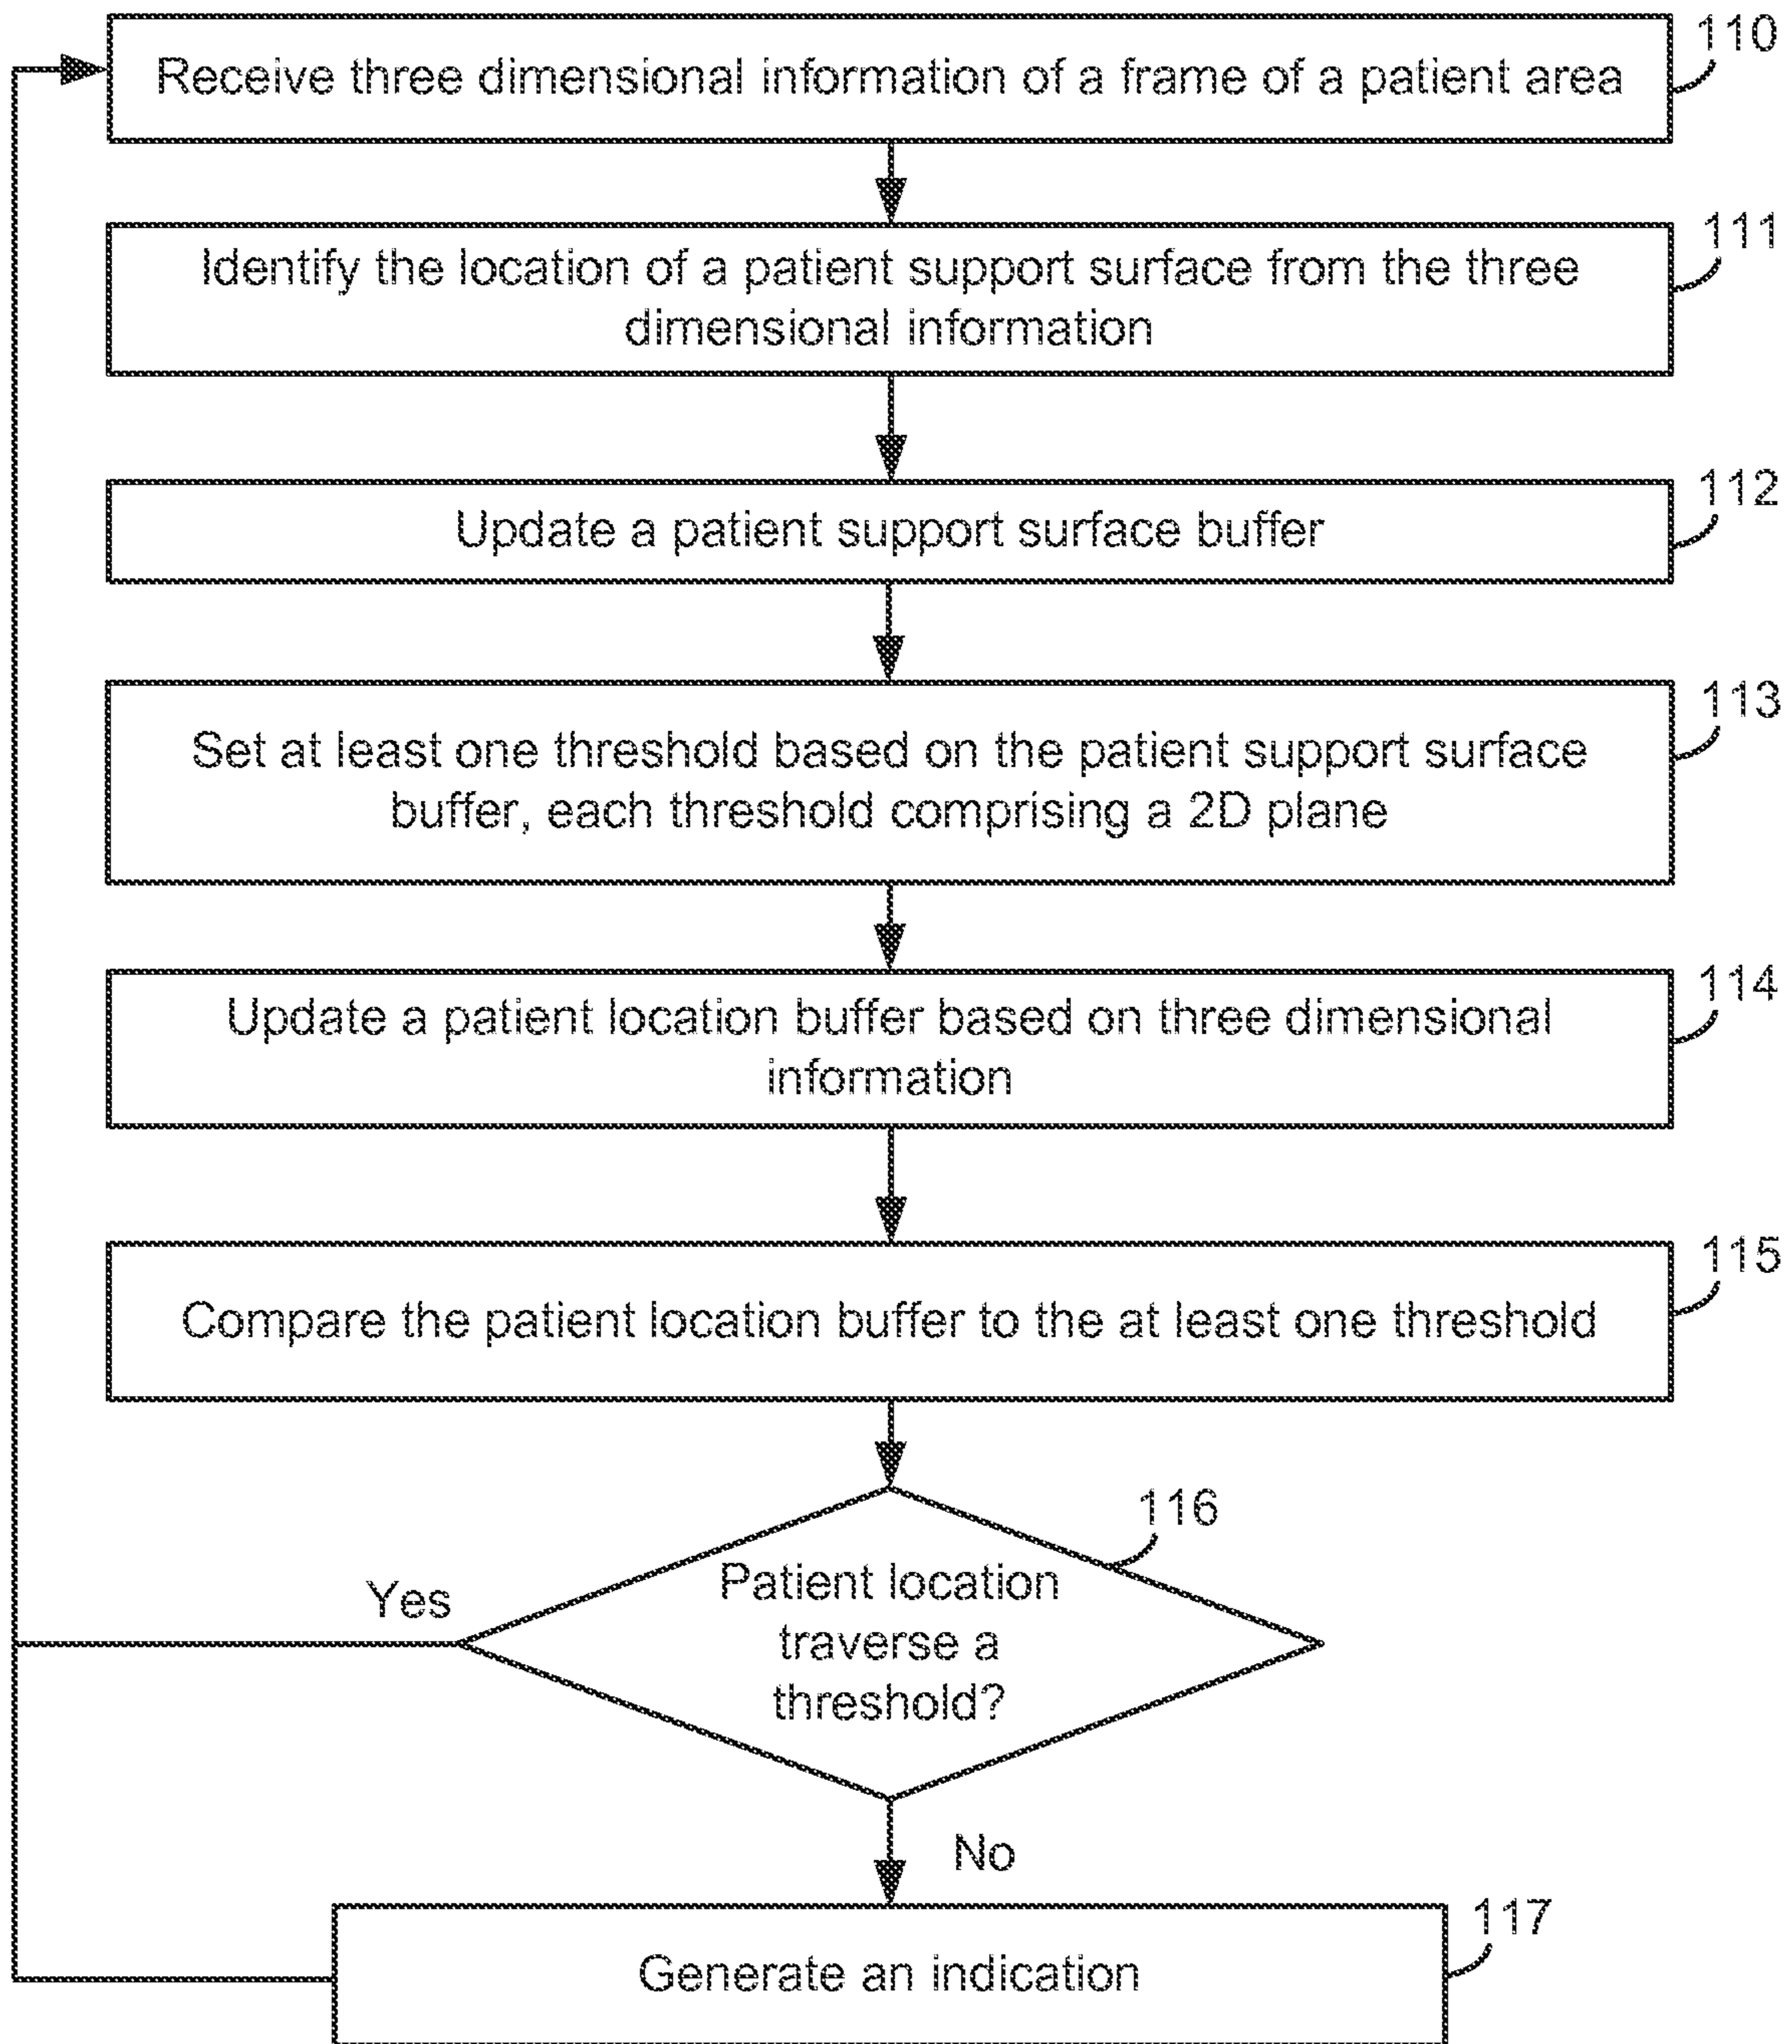 110
Receive three dimensional information of a frame of a patient area
111
Identify the location of a patient support surface from the three
dimensional information
112
Update a patient support surface buffer
113
Set at least one threshold based on the patient support surface
buffer, each threshold comprising a 2D plane
114
Update a patient location buffer based on three dimensional
information
115
Compare the patient location buffer to the at least one threshold
116
Patient location
traverse a
threshold?
Yes
No
117
Generate an indication